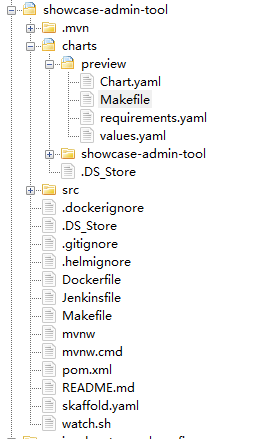 showcase-admin-tool
.mvn
charts
preview
Chart.yaml
Makefile
requirements.yaml
values.yaml
showcase-admin-tool
.DS_Store
src
.dockerignore
.DS_Store
.gitignore
.helmignore
Dockerfile
Jenkinsfile
Makefile
mvnw
mvnw.cmd
pom.xml
README.md
skaffold.yaml
watch.sh